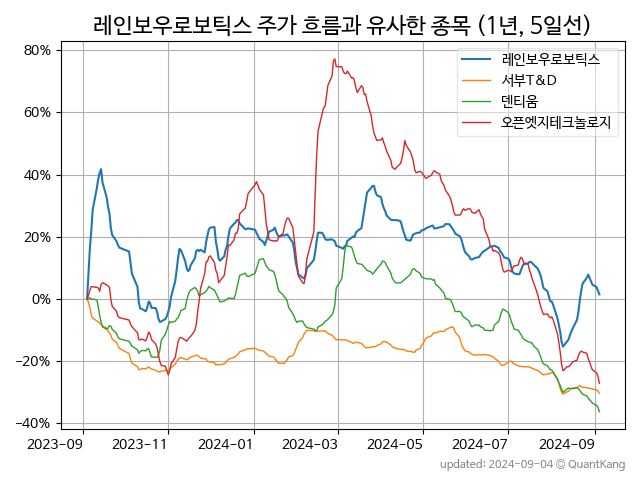 레인보우로보틱스 주가 흐름과 유사한 종목 (1년, 5일선)
레인보우로보틱스
서부T&D
덴티움
오픈엣지테크놀로지
80%
60%
40%
20%
0%
−20%
−40%
2023-09 2023-11 2024-01 2024-03 2024-05 2024-07 2024-09
updated: 2024-09-04 © QuantKang